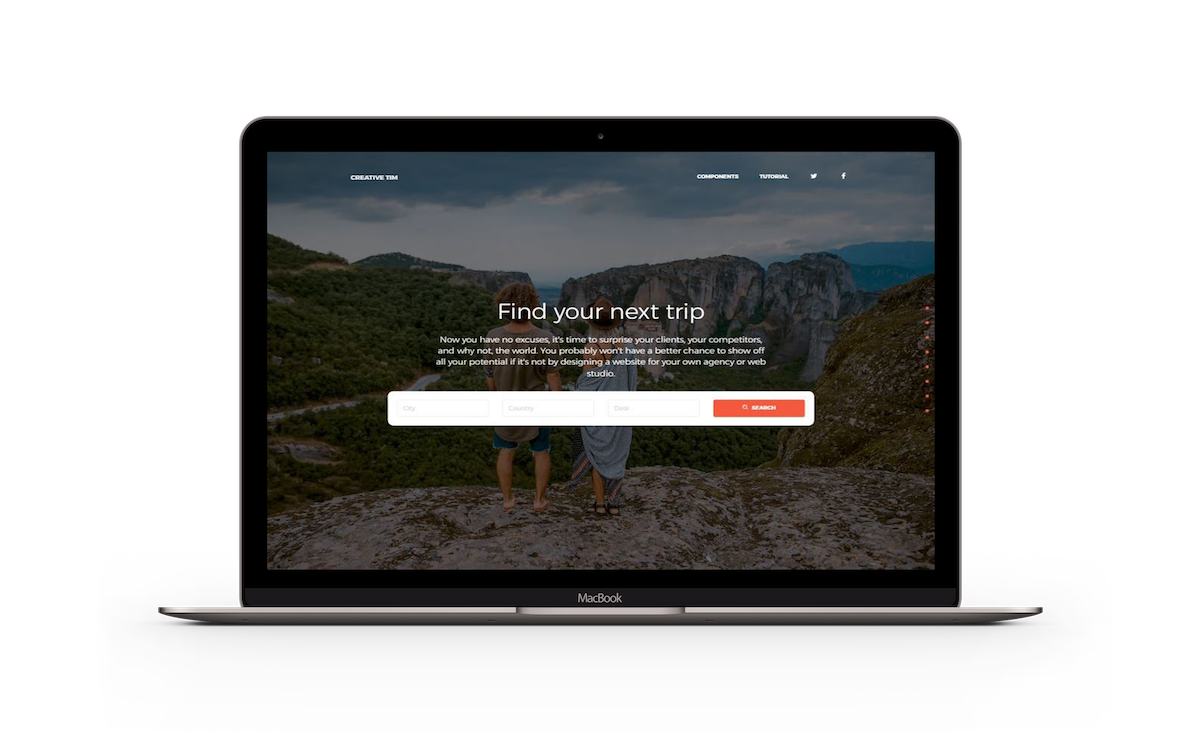 CREATIVE TIM
COMPONENTS
TUTORIAL
Find your next trip
Now you have no excuses, it's time to surprise your clients, your competitors,
and why not, the world. You probably won't have a better chance to show off
all your potential if it's not by designing a website for your own agency or web
studio.
City
Country
Date
SEARCH
MacBook